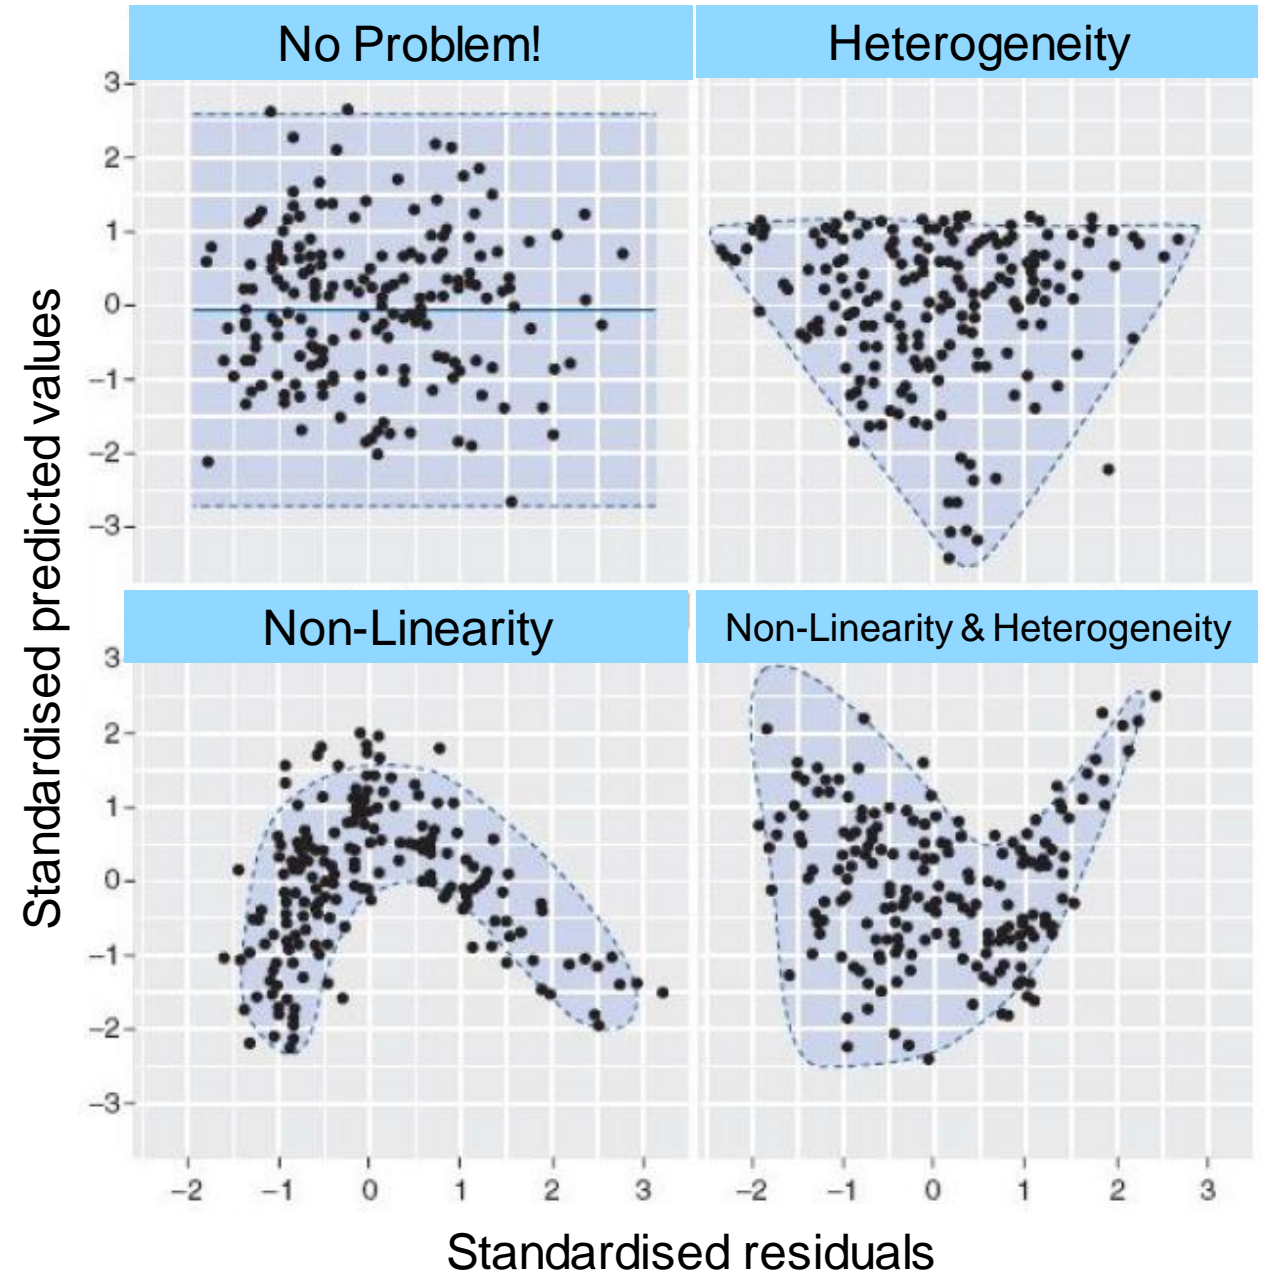 No Problem!
Heterogeneity
3
2
1
0
−1
−2
−3
Non-Linearity
Non-Linearity & Heterogeneity
3
2
1
0
−1
−2
−3
−2 −1 0 1 2 3
−2 −1 0 1 2 3
Standardised predicted values
Standardised residuals